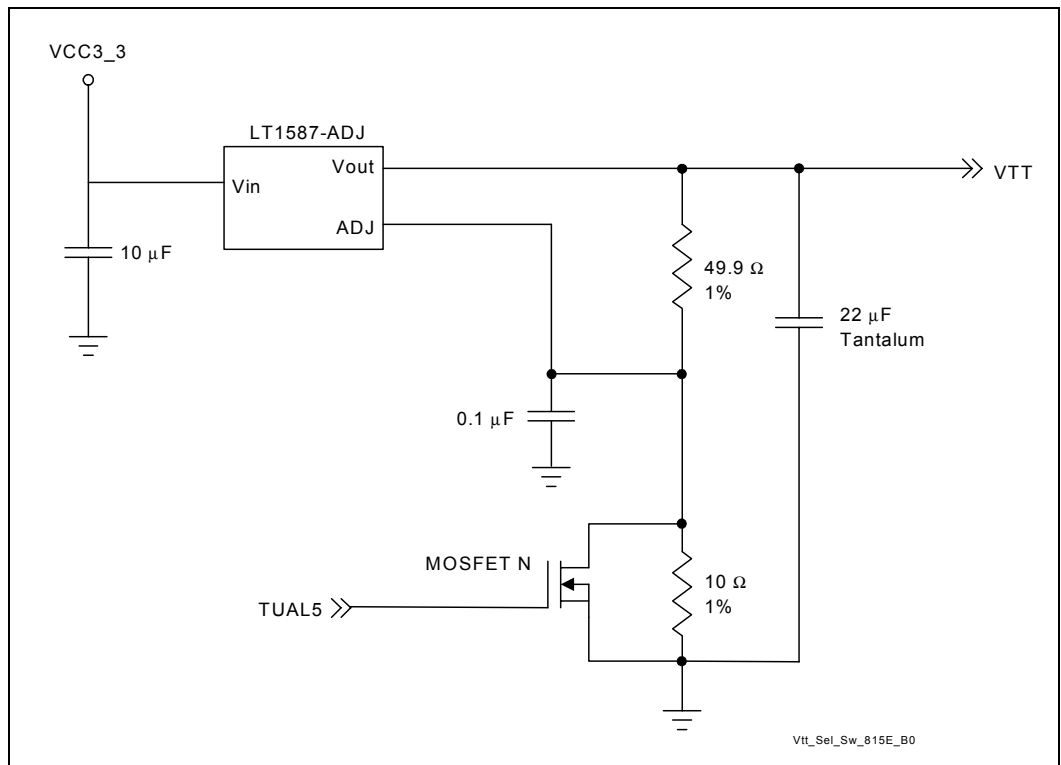 VCC3_3
LT1587-ADJ
Vin
Vout
ADJ
VTT
10 μF
49.9 Ω
1%
22 μF
Tantalum
0.1 μF
MOSFET N
10 Ω
1%
TUAL5
Vtt_Sel_Sw_815E_B0